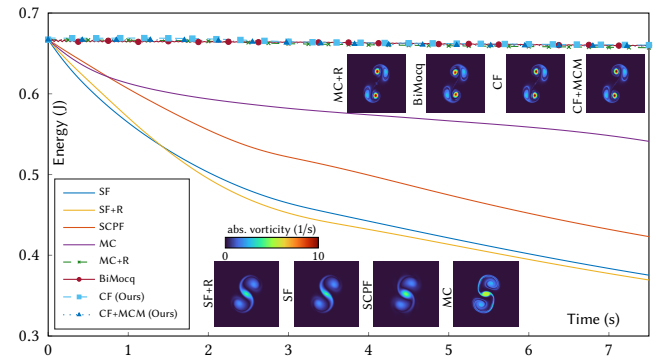 0.7
0.6
0.5
0.4
0.3
Energy (J)
MC+R
BiMocq
CF
CF+MCM
SF
SF+R
SCPF
MC
MC+R
BiMocq
CF (Ours)
CF+MCM (Ours)
abs. vorticity (1/s)
0 10
SF+R
SF
SCPF
MC
Time (s)
0 1 2 3 4 5 6 7